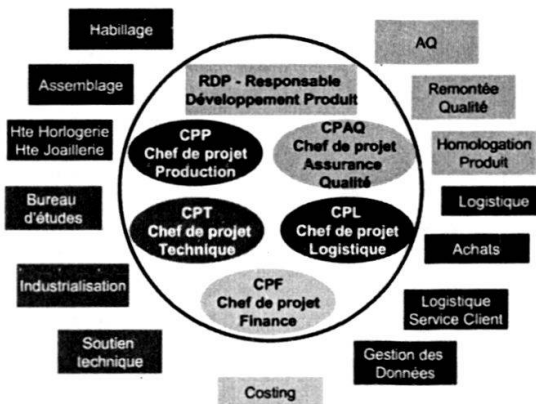 Habillage
AQ
Assemblage
RDP - Responsable
Développement Produit
Remontée
Qualité
Hte Horlogerie
Hte Joaillerie
CPP
Chef de projet
Production
CPAQ
Chef de projet
Assurance
Qualité
Homologation
Produit
Bureau
d'études
Logistique
CPT
Chef de projet
Technique
CPL
Chef de projet
Logistique
Achats
Industrialisation
CPF
Chef de projet
Finance
Logistique
Service Client
Soutien
technique
Gestion des
Données
Costing